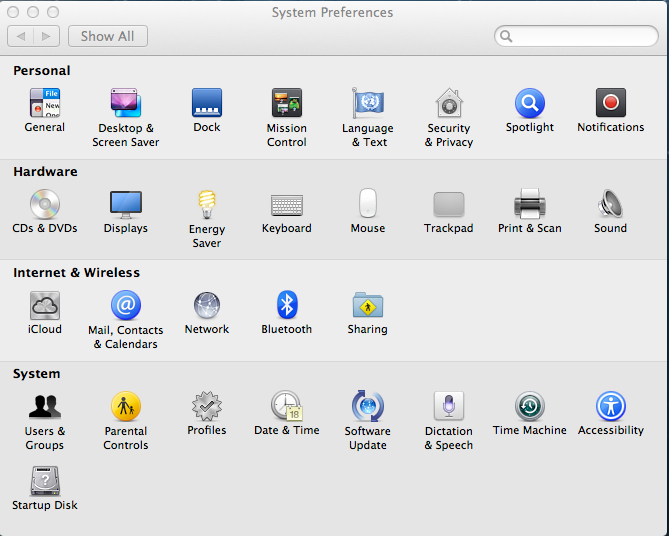 System Preferences
Show All
Personal
File
New
Ope
General
Desktop &
Screen Saver
Dock
Mission
Control
Language
& Text
Security
& Privacy
Spotlight
Notifications
Hardware
CDs & DVDs
Displays
Energy
Saver
Keyboard
Mouse
Trackpad
Print & Scan
Sound
Internet & Wireless
iCloud
@
Mail, Contacts
& Calendars
Network
Bluetooth
Sharing
System
Users &
Groups
Parental
Controls
Profiles
18
Date & Time
Software
Update
Dictation
& Speech
Time Machine
Accessibility
?
Startup Disk